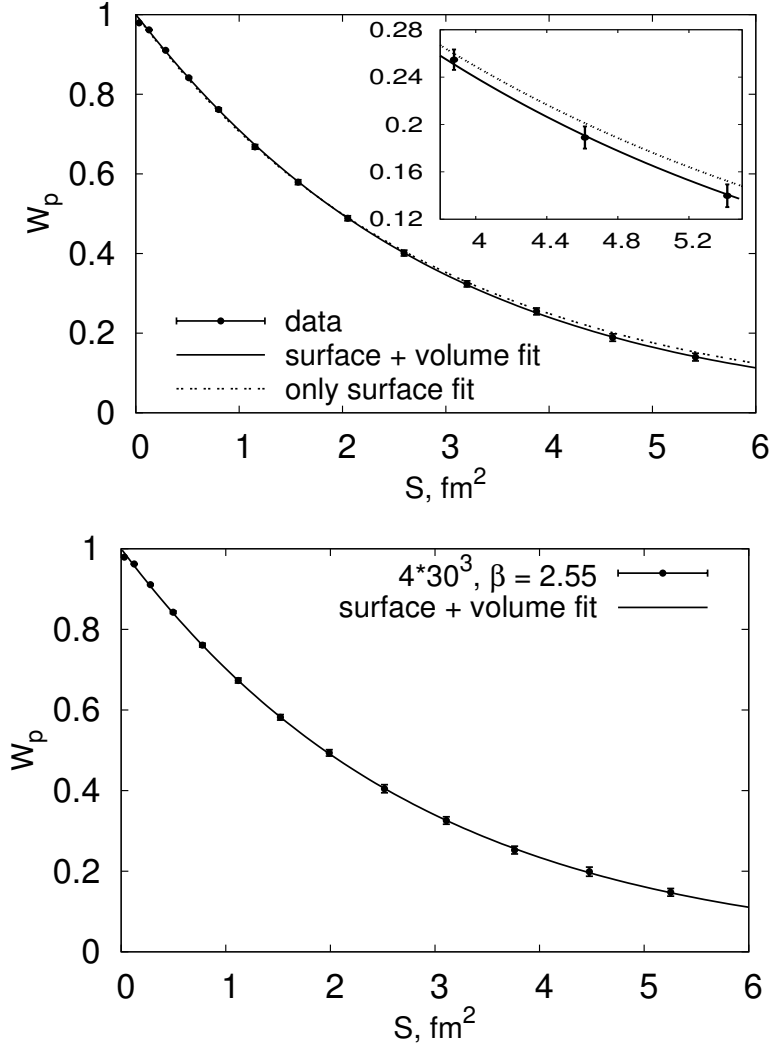 1
0.8
0.6
0.4
0.2
0
W_p
0 1 2 3 4 5 6
S, fm^2
data
surface + volume fit
only surface fit
0.28
0.24
0.2
0.16
0.12
4 4.4 4.8 5.2
1
0.8
0.6
0.4
0.2
0
W_p
0 1 2 3 4 5 6
S, fm^2
4*30^3, β = 2.55
surface + volume fit